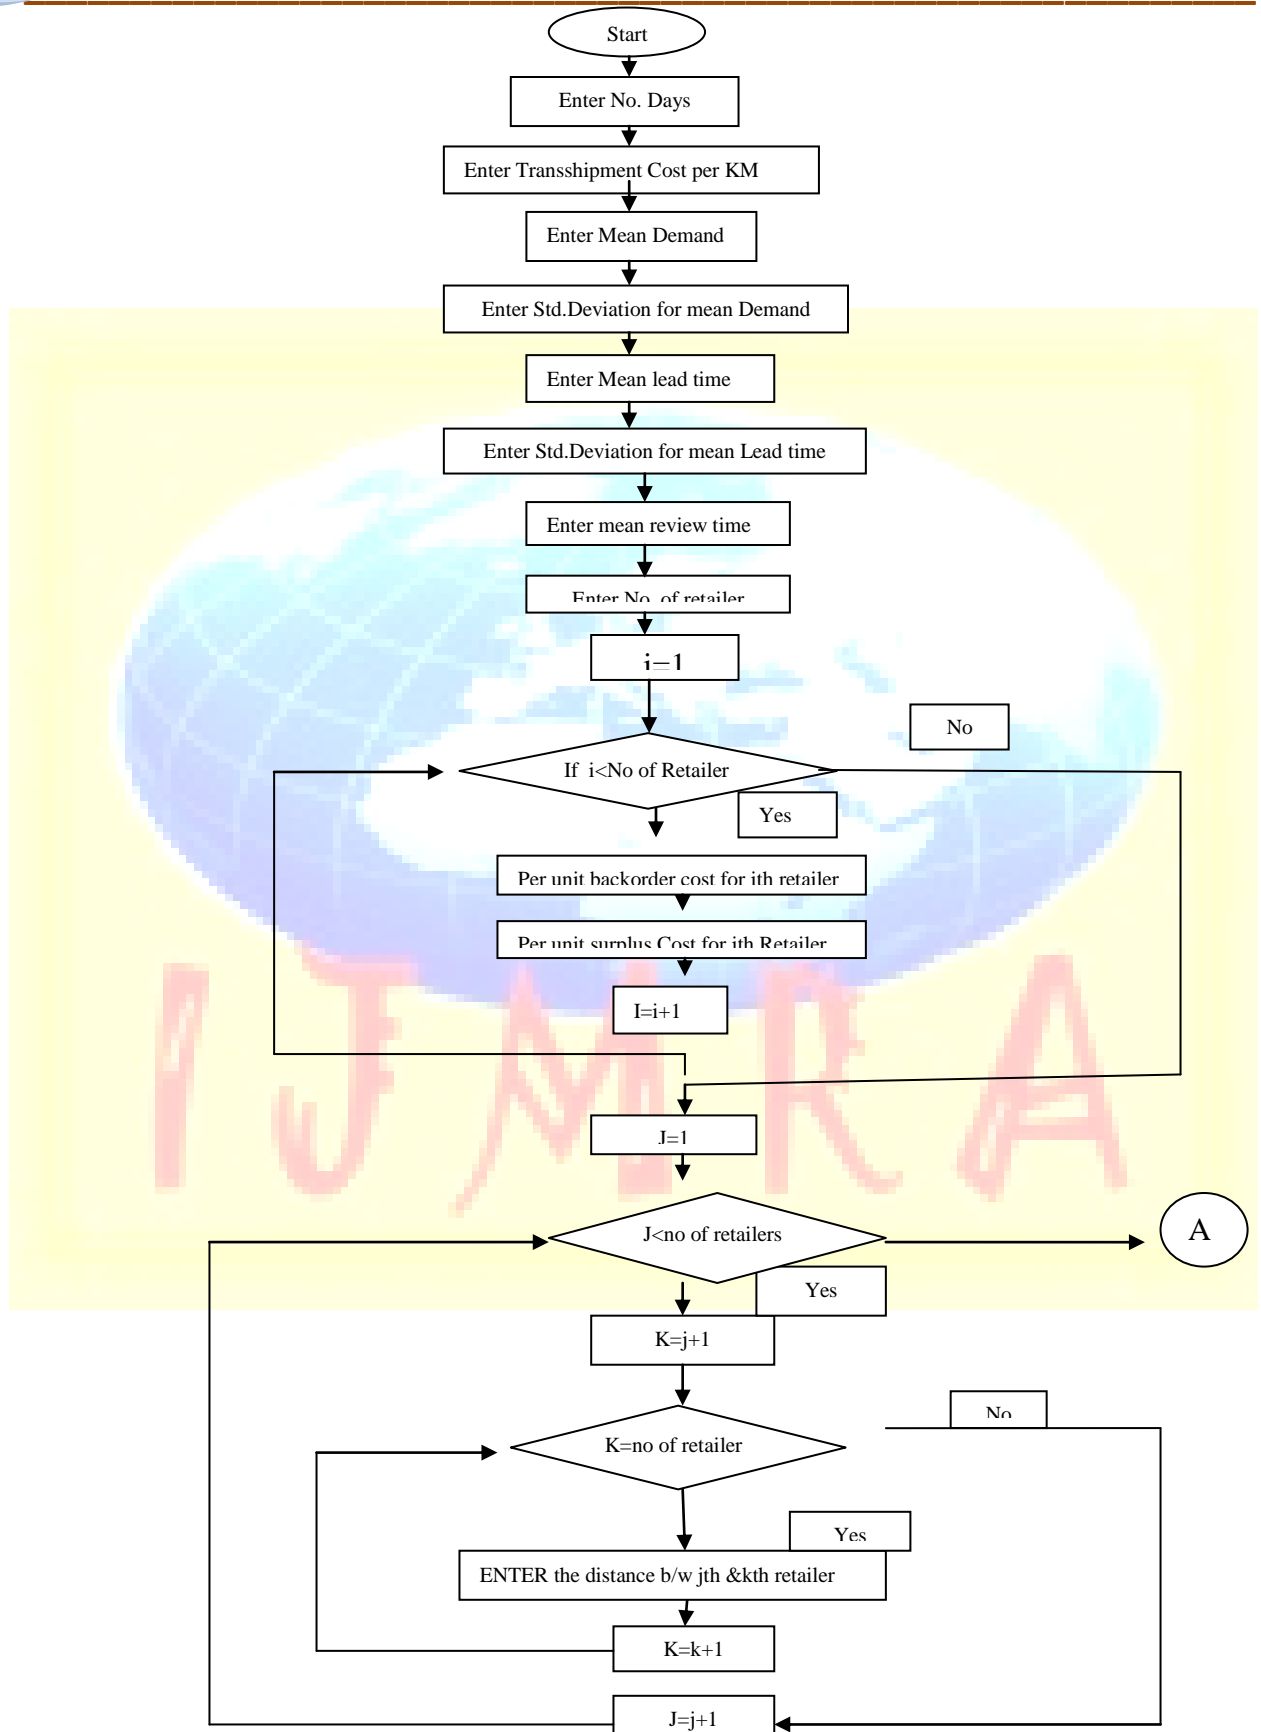 Start
Enter No. Days
Enter Transshipment Cost per KM
Enter Mean Demand
Enter Std.Deviation for mean Demand
Enter Mean lead time
Enter Std.Deviation for mean Lead time
Enter mean review time
Enter No. of retailer
i=1
No
If i<No of Retailer
Yes
Per unit backorder cost for ith retailer
Per unit surplus Cost for ith Retailer
I=i+1
J=1
J<no of retailers
A
Yes
K=j+1
No
K=no of retailer
Yes
ENTER the distance b/w jth &kth retailer
K=k+1
J=j+1
IJMRA